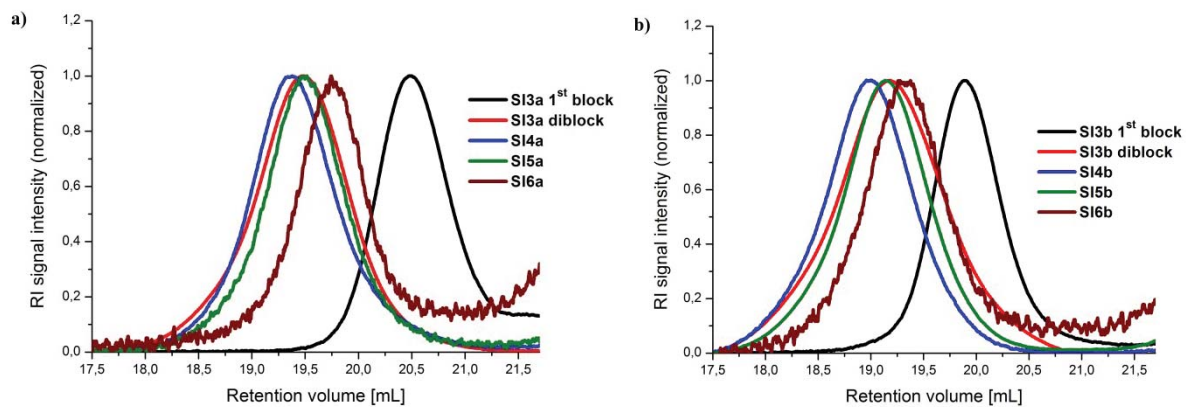 a)
1,2
1,0
0,8
0,6
0,4
0,2
0,0
RI signal intensity (normalized)
SI3a 1st block
SI3a diblock
SI4a
SI5a
SI6a
17,5 18,0 18,5 19,0 19,5 20,0 20,5 21,0 21,5
Retention volume [mL]
b)
1,2
1,0
0,8
0,6
0,4
0,2
0,0
RI signal intensity (normalized)
SI3b 1st block
SI3b diblock
SI4b
SI5b
SI6b
17,5 18,0 18,5 19,0 19,5 20,0 20,5 21,0 21,5
Retention volume [mL]